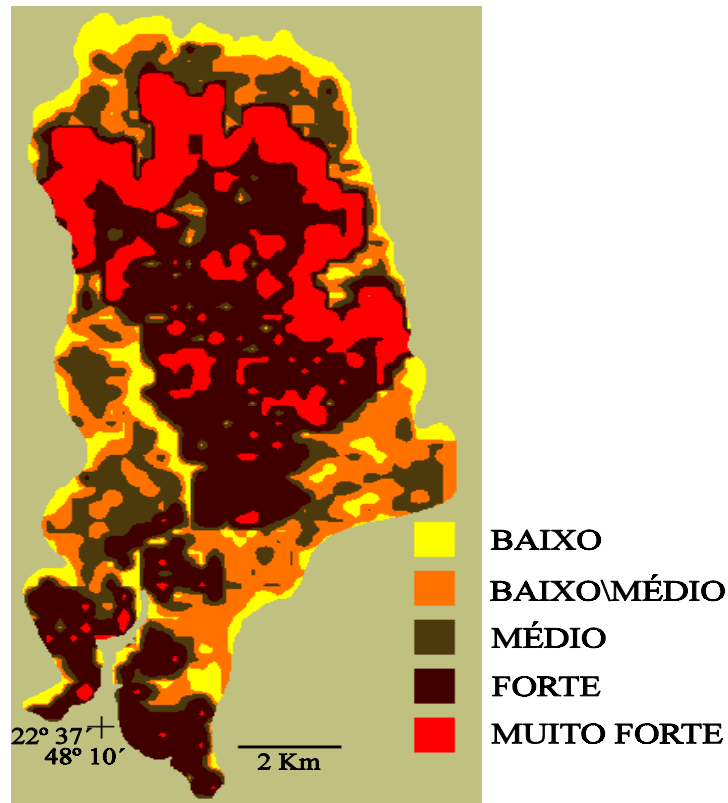 BAIXO
BAIXO\MÉDIO
MÉDIO
FORTE
MUITO FORTE
22º 37´
48º 10´
2 Km